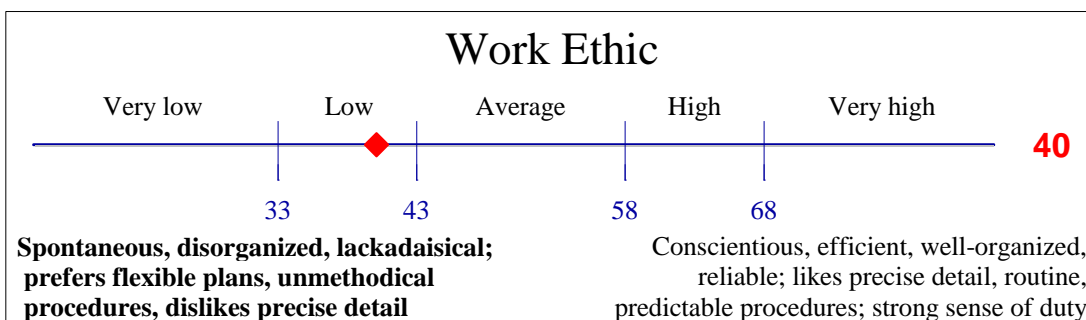 Work Ethic
Very low Low Average High Very high
40
33 43 58 68
Spontaneous, disorganized, lackadaisical;
prefers flexible plans, unmethodical
procedures, dislikes precise detail
Conscientious, efficient, well-organized,
reliable; likes precise detail, routine,
predictable procedures; strong sense of duty